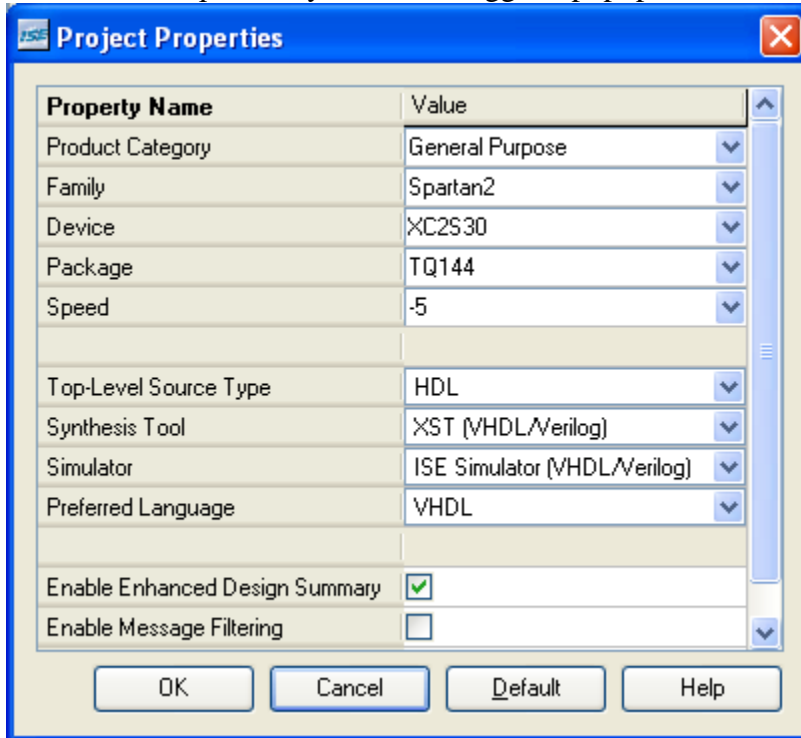 ISE Project Properties
Property Name Value
Product Category General Purpose
Family Spartan2
Device XC2S30
Package TQ144
Speed -5
Top-Level Source Type HDL
Synthesis Tool XST (VHDL/Verilog)
Simulator ISE Simulator (VHDL/Verilog)
Preferred Language VHDL
Enable Enhanced Design Summary
Enable Message Filtering
OK Cancel Default Help